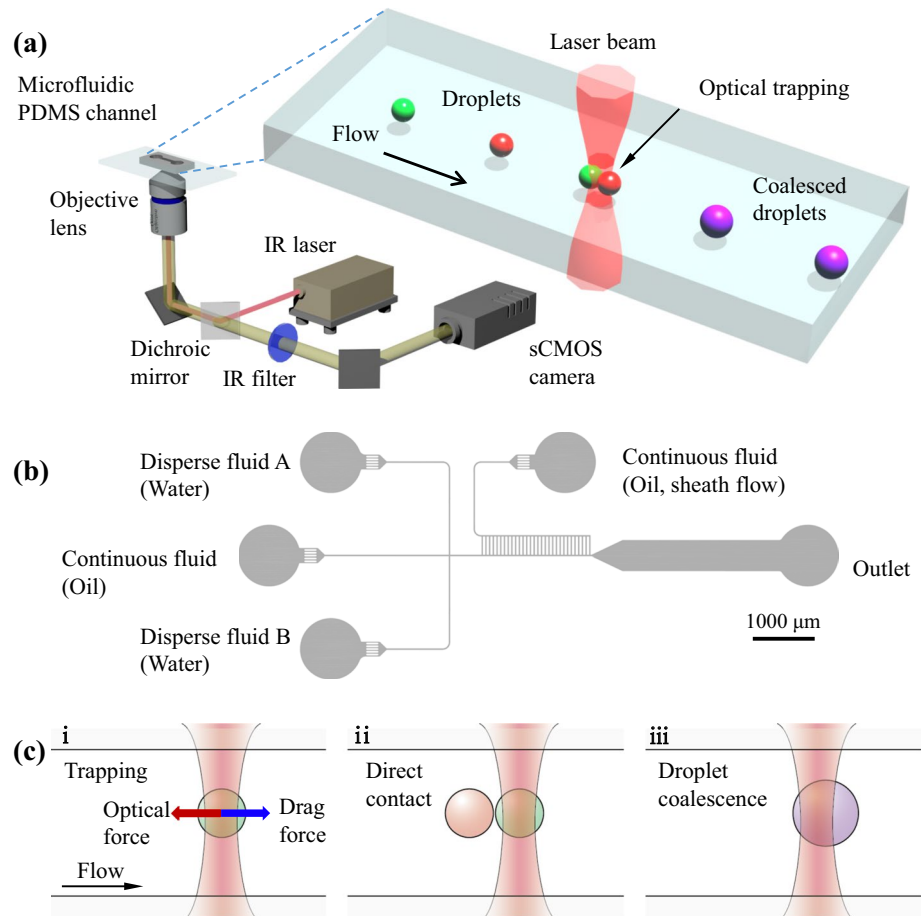 (a)
Microfluidic
PDMS channel
Objective
lens
Dichroic
mirror
IR filter
IR laser
sCMOS
camera
Droplets
Flow
Laser beam
Optical trapping
Coalesced
droplets
(b)
Disperse fluid A
(Water)
Continuous fluid
(Oil, sheath flow)
Continuous fluid
(Oil)
Outlet
Disperse fluid B
(Water)
1000 μm
(c)
i
Trapping
Optical
force
Drag
force
Flow
ii
Direct
contact
iii
Droplet
coalescence